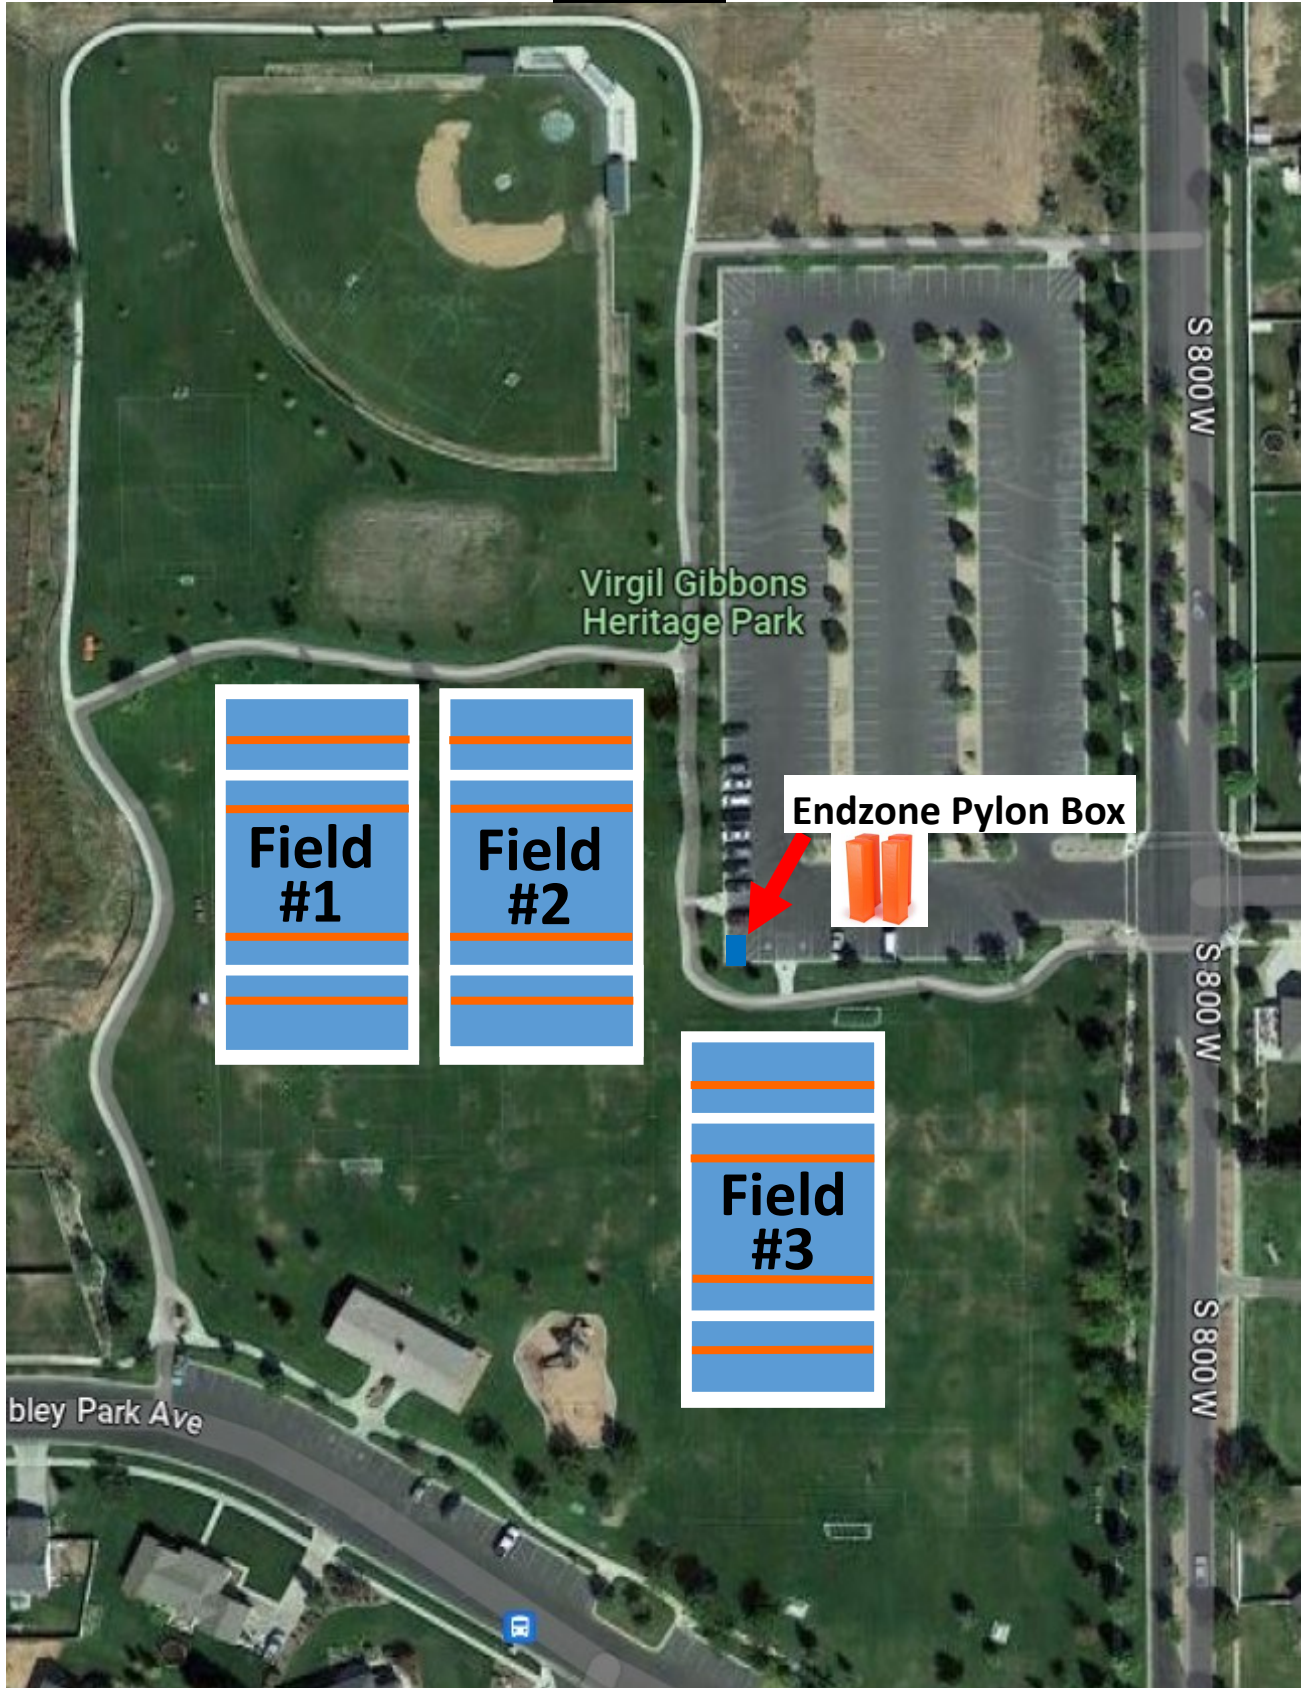 S 800 W
Virgil Gibbons
Heritage Park
Endzone Pylon Box
Field
#1
Field
#2
S 800 W
Field
#3
S 800 W
bley Park Ave